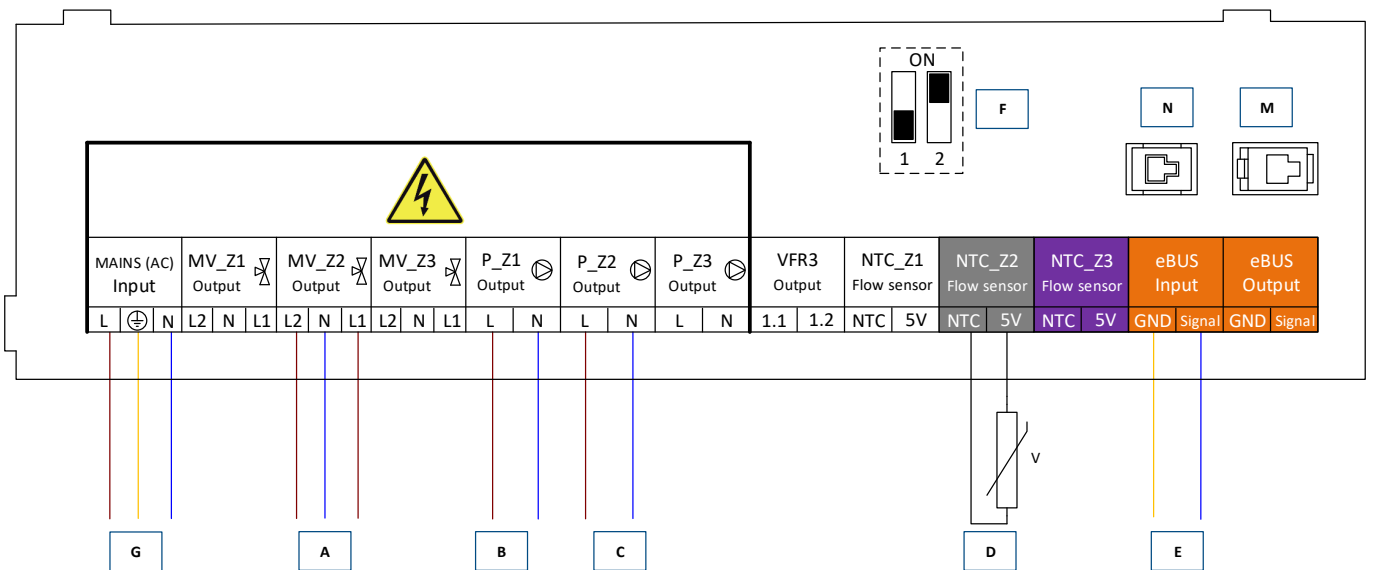 ON
1 2
F
N
M
MAINS (AC)
Input
MV_Z1
Output
MV_Z2
Output
MV_Z3
Output
P_Z1
Output
P_Z2
Output
P_Z3
Output
VFR3
Output
NTC_Z1
Flow sensor
NTC_Z2
Flow sensor
NTC_Z3
Flow sensor
eBUS
Input
eBUS
Output
L N L2 N L1 L2 N L1 L2 N L1 L N L N L N 1.1 1.2 NTC 5V NTC 5V NTC 5V GND Signal GND Signal
V
G
A
B
C
D
E